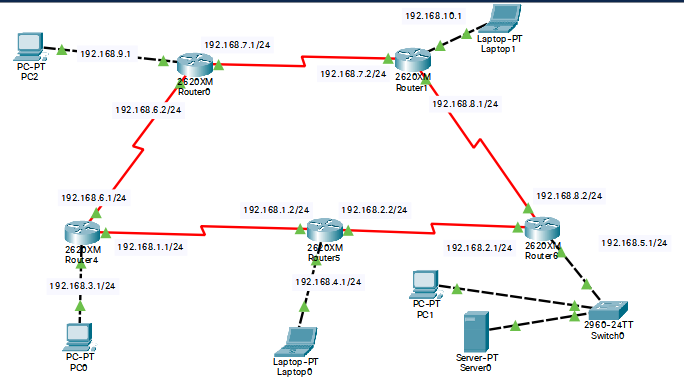 192.168.10.1
Laptop-PT
Laptop1
192.168.7.1/24
192.168.9.1
PC-PT
PC2
2620XM
Router0
192.168.7.2/24
2620XM
Router1
192.168.6.2/24
192.168.8.1/24
192.168.6.1/24
192.168.8.2/24
192.168.1.2/24
192.168.2.2/24
2620XM
Router4
192.168.1.1/24
2620XM
Router5
192.168.2.1/24
2620XM
Router6
192.168.5.1/24
192.168.3.1/24
192.168.4.1/24
PC-PT
PC1
2960-24TT
Switch0
PC-PT
PC0
Laptop-PT
Laptop0
Server-PT
Server0